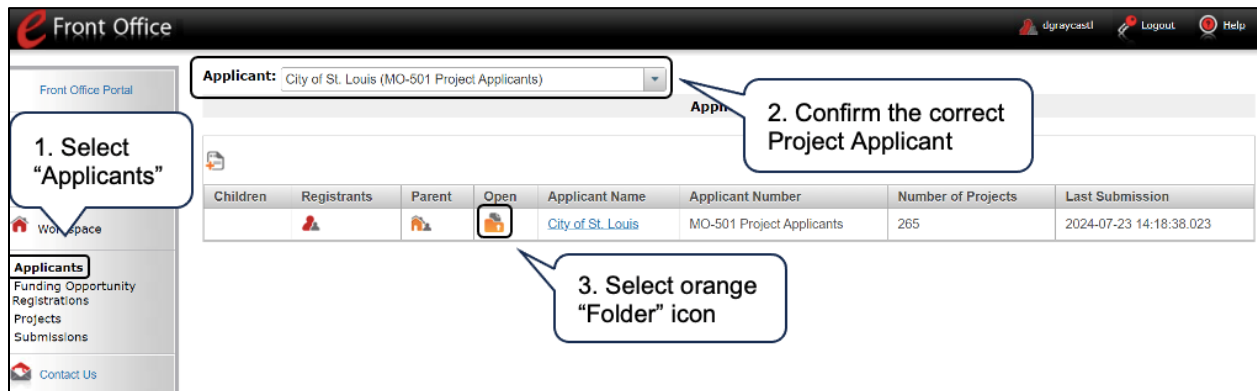 e Front Office
dgraycastl
Logout
Help
Front Office Portal
Applicant: City of St. Louis (MO-501 Project Applicants)
2. Confirm the correct
Project Applicant
1. Select
“Applicants”
Children Registrants Parent Open Applicant Name Applicant Number Number of Projects Last Submission
City of St. Louis MO-501 Project Applicants 265 2024-07-23 14:18:38.023
Workspace
Applicants
Funding Opportunity
Registrations
Projects
Submissions
Contact Us
3. Select orange
“Folder” icon